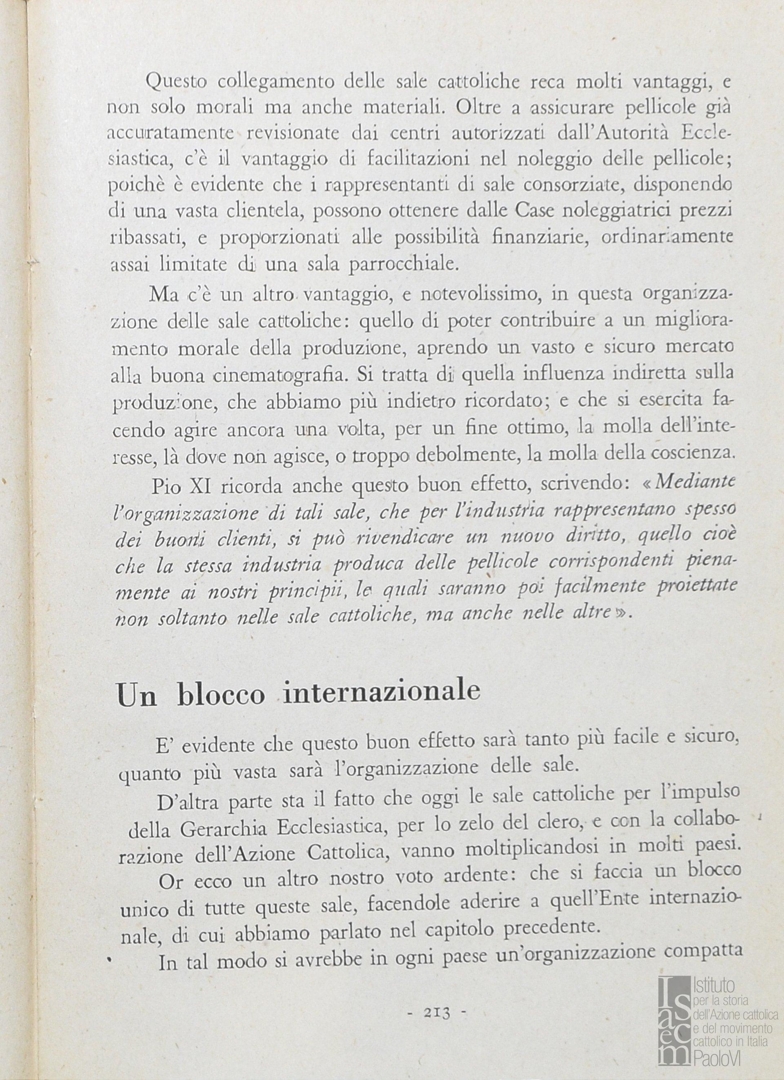 Questo collegamento delle sale cattoliche reca molti vantaggi, e
non solo morali ma anche materiali. Oltre a assicurare pellicole già
accuratamente revisionate dai centri autorizzati dall'Autorità Eccle-
siastica, c'è il vantaggio di facilitazioni nel noleggio delle pellicole;
poichè è evidente che i rappresentanti di sale consorziate, disponendo
di una vasta clientela, possono ottenere dalle Case noleggiatrici prezzi
ribassati, e proporzionati alle possibilità finanziarie, ordinariamente
assai limitate di una sala parrocchiale.
Ma c'è un altro vantaggio, e notevolissimo, in questa organizza-
zione delle sale cattoliche: quello di poter contribuire a un migliora-
mento morale della produzione, aprendo un vasto e sicuro mercato
alla buona cinematografia. Si tratta di quella influenza indiretta sulla
produzione, che abbiamo più indietro ricordato; e che si esercita fa-
cendo agire ancora una volta, per un fine ottimo, la molla dell'inte-
resse, là dove non agisce, o troppo debolmente, la molla della coscienza.
Pio XI ricorda anche questo buon effetto, scrivendo: «Mediante
l'organizzazione di tali sale, che per l'industria rappresentano spesso
dei buoni clienti, si può rivendicare un nuovo diritto, quello cioè
che la stessa industria produca delle pellicole corrispondenti piena-
mente ai nostri principii, le quali saranno poi facilmente proiettate
non soltanto nelle sale cattoliche, ma anche nelle altre».
Un blocco internazionale
E' evidente che questo buon effetto sarà tanto più facile e sicuro,
quanto più vasta sarà l'organizzazione delle sale.
D'altra parte sta il fatto che oggi le sale cattoliche per l'impulso
della Gerarchia Ecclesiastica, per lo zelo del clero, e con la collabo-
razione dell'Azione Cattolica, vanno moltiplicandosi in molti paesi.
Or ecco un altro nostro voto ardente: che si faccia un blocco
unico di tutte queste sale, facendole aderire a quell'Ente internazio-
nale, di cui abbiamo parlato nel capitolo precedente.
In tal modo si avrebbe in ogni paese un'organizzazione compatta
- 213 -
Isacem
Istituto
per la storia
dell'Azione cattolica
e del movimento
cattolico in Italia
PaoloVI